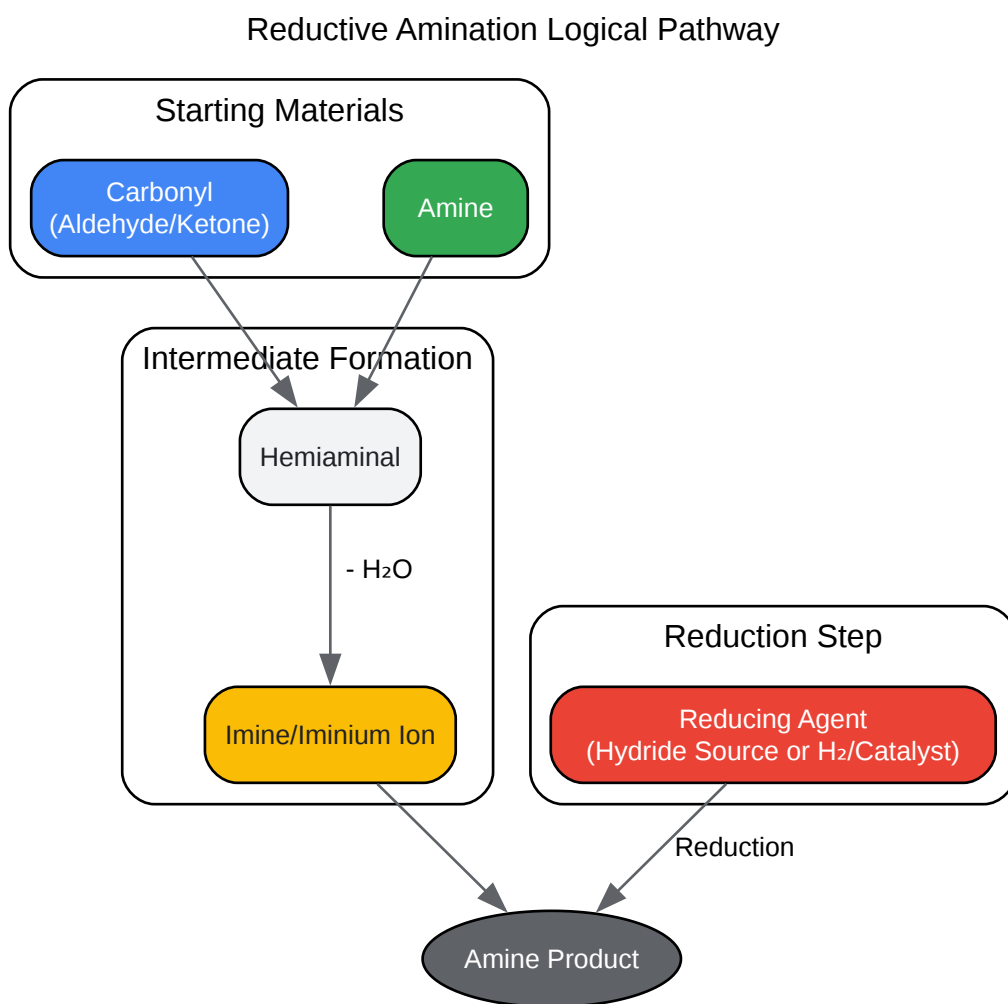 Reductive Amination Logical Pathway
Starting Materials
Carbonyl
(Aldehyde/Ketone)
Amine
Intermediate Formation
Hemiaminal
- H₂O
Reduction Step
Imine/Iminium Ion
Reducing Agent
(Hydride Source or H₂/Catalyst)
Reduction
Amine Product